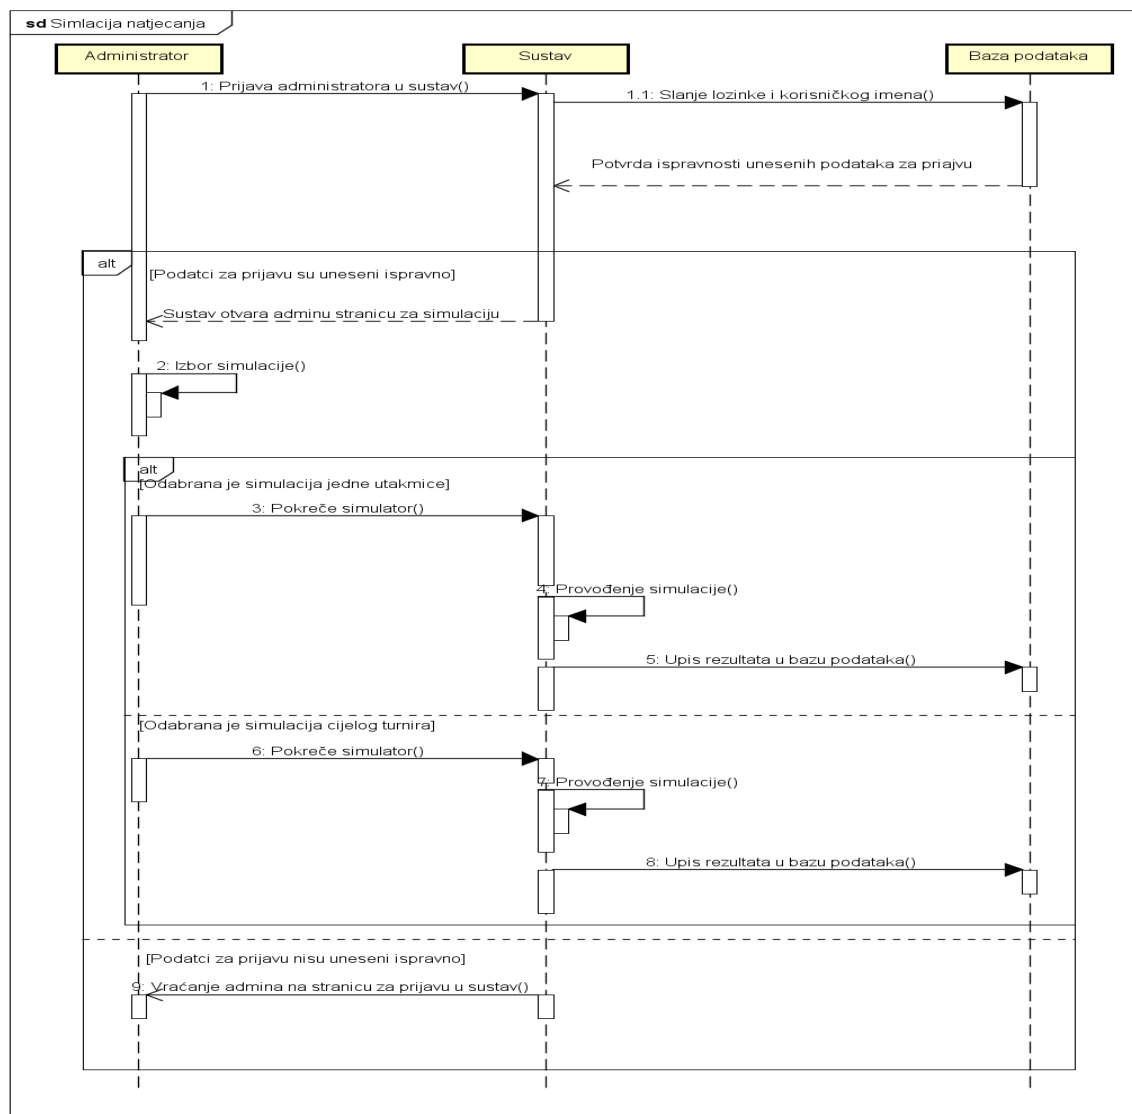 sd Simlacija natjecanja
Administrator
Sustav
Baza podataka
1: Prijava administratora u sustav()
1.1: Slanje lozinke i korisničkog imena()
Potvrda ispravnosti unesenih podataka za priajvu
alt
[Podatci za prijavu su uneseni ispravno]
Sustav otvara adminu stranicu za simulaciju
2: Izbor simulacije()
alt
[Odabrana je simulacija jedne utakmice]
3: Pokreče simulator()
4: Provođenje simulacije()
5: Upis rezultata u bazu podataka()
[Odabrana je simulacija cijelog turnira]
6: Pokreče simulator()
7: Provođenje simulacije()
8: Upis rezultata u bazu podataka()
[Podatci za prijavu nisu uneseni ispravno]
9: Vraćanje admina na stranicu za prijavu u sustav()